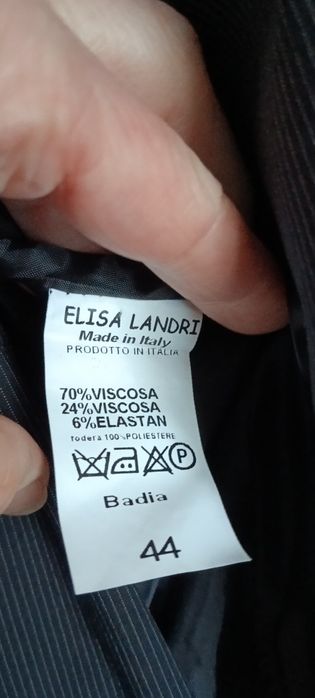 ELISA LANDRI
Made in Italy
PRODOTTO IN ITALIA
70%VISCOSA
24%VISCOSA
6%ELASTAN
fodera 100%POLIESTERE
P
Badia
44